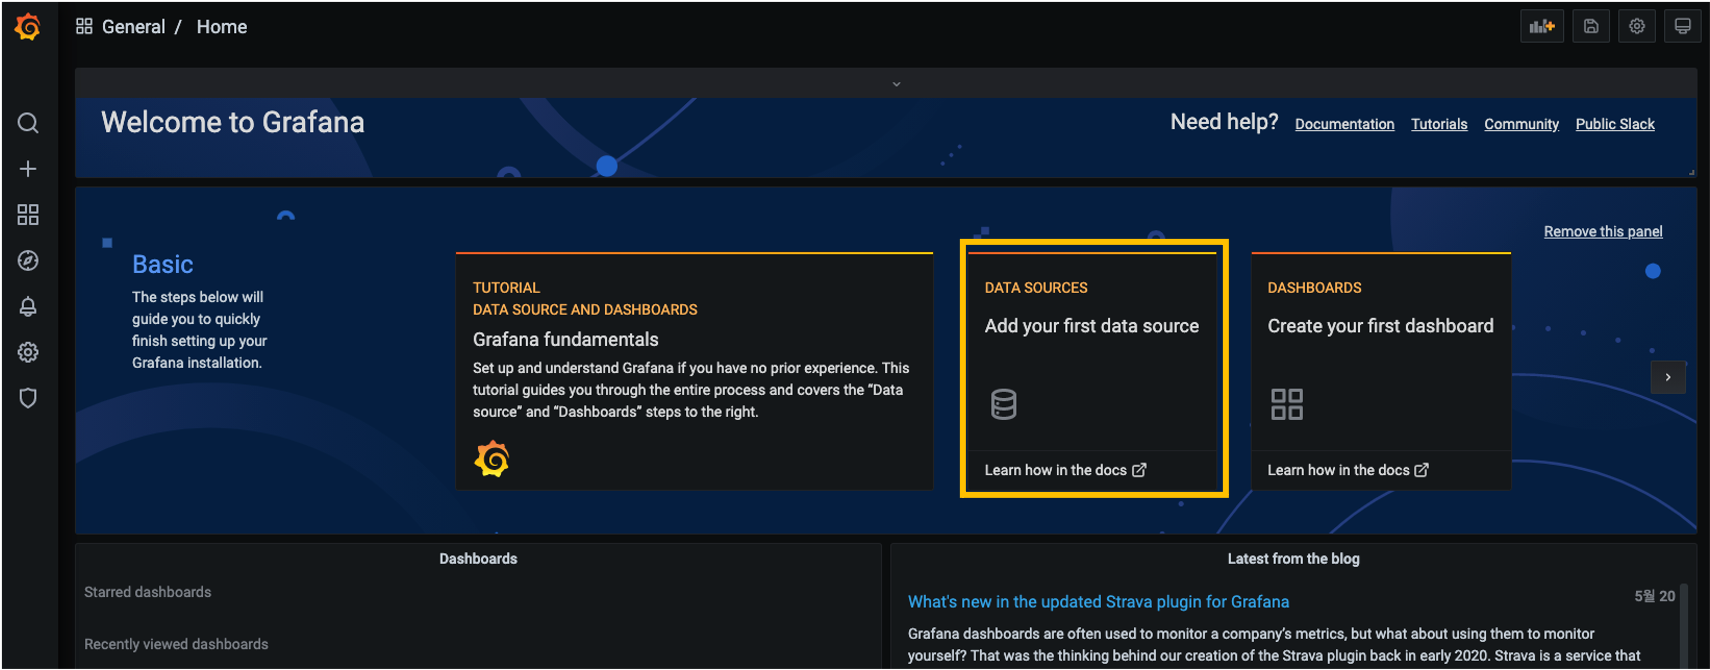 General / Home
Welcome to Grafana
Need help? Documentation Tutorials Community Public Slack
Remove this panel
Basic
The steps below will
guide you to quickly
finish setting up your
Grafana installation.
TUTORIAL
DATA SOURCE AND DASHBOARDS
Grafana fundamentals
Set up and understand Grafana if you have no prior experience. This
tutorial guides you through the entire process and covers the “Data
source” and “Dashboards” steps to the right.
DATA SOURCES
Add your first data source
Learn how in the docs
DASHBOARDS
Create your first dashboard
Learn how in the docs
Dashboards
Starred dashboards
Recently viewed dashboards
Latest from the blog
What's new in the updated Strava plugin for Grafana
5월 20
Grafana dashboards are often used to monitor a company’s metrics, but what about using them to monitor
yourself? That was the thinking behind our creation of the Strava plugin back in early 2020. Strava is a service that